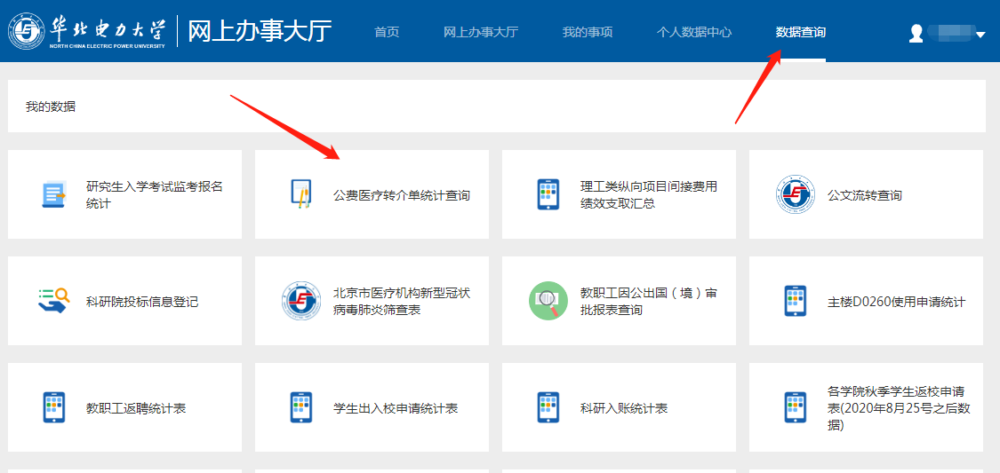 华北电力大学
NORTH CHINA ELECTRIC POWER UNIVERSITY
网上办事大厅
首页
网上办事大厅
我的事项
个人数据中心
数据查询
我的数据
研究生入学考试监考报名
统计
公费医疗转介单统计查询
理工类纵向项目间接费用
绩效支取汇总
公文流转查询
科研院投标信息登记
北京市医疗机构新型冠状
病毒肺炎筛查表
教职工因公出国（境）审
批报表查询
主楼D0260使用申请统计
教职工返聘统计表
学生出入校申请统计表
科研入账统计表
各学院秋季学生返校申请
表(2020年8月25号之后数
据)